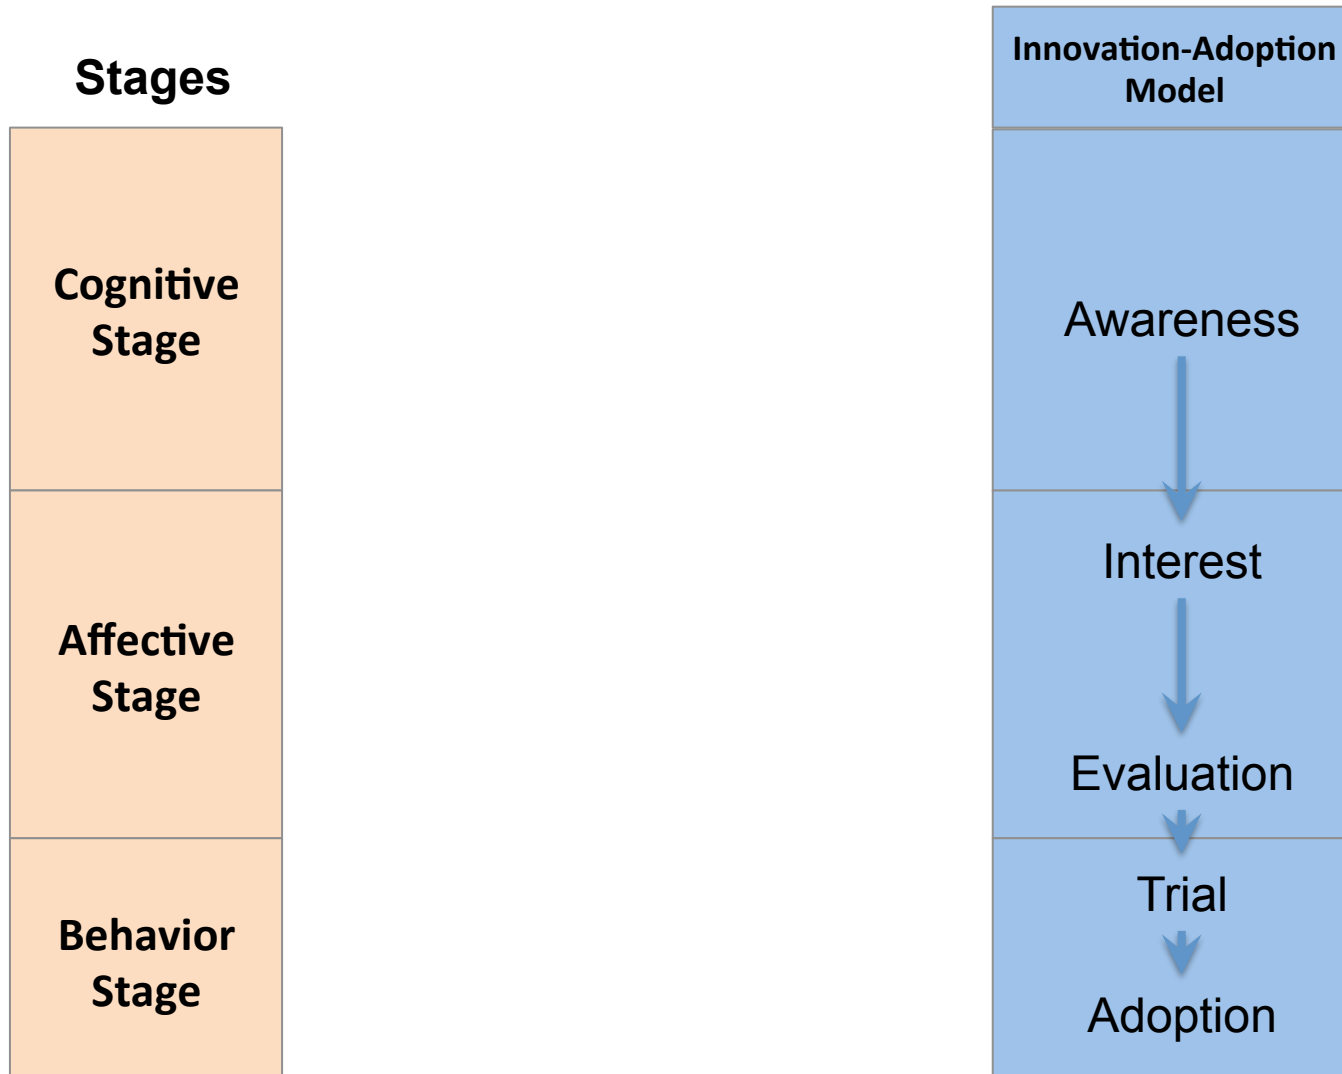 Stages
Innovation-Adoption
Model
Cognitive
Stage
Awareness
Affective
Stage
Interest
Evaluation
Behavior
Stage
Trial
Adoption